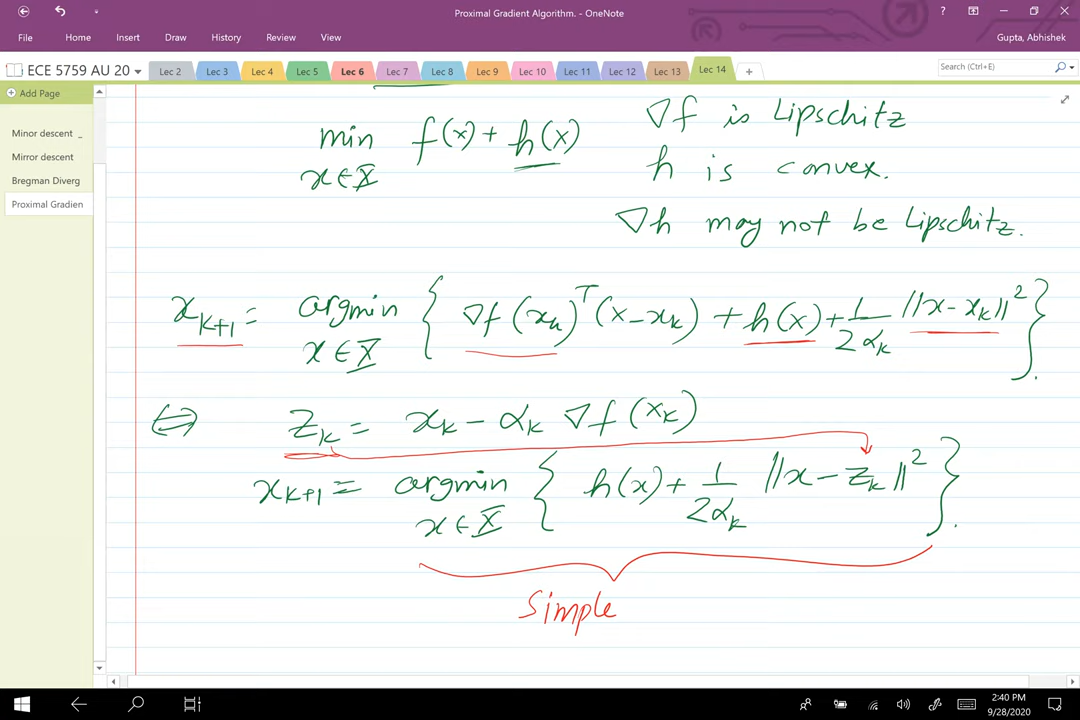 Proximal Gradient Algorithm. - OneNote
File Home Insert Draw History Review View
Gupta, Abhishek
ECE 5759 AU 20
Lec 2 Lec 3 Lec 4 Lec 5 Lec 6 Lec 7 Lec 8 Lec 9 Lec 10 Lec 11 Lec 12 Lec 13 Lec 14 +
Search (Ctrl+E)
Add Page
Minor descent
Mirror descent
Bregman Diverg
Proximal Gradien
min f(x) + h(x)
x ∈ X
∇f is Lipschitz
h is convex.
∇h may not be Lipschitz.
x_{k+1} = argmin { ∇f(x_k)^T (x - x_k) + h(x) + 1/(2α_k) ||x - x_k||^2 }.
x ∈ X
⇔ z_k = x_k - α_k ∇f(x_k)
x_{k+1} = argmin { h(x) + 1/(2α_k) ||x - z_k||^2 }.
x ∈ X
Simple
2:40 PM
9/28/2020